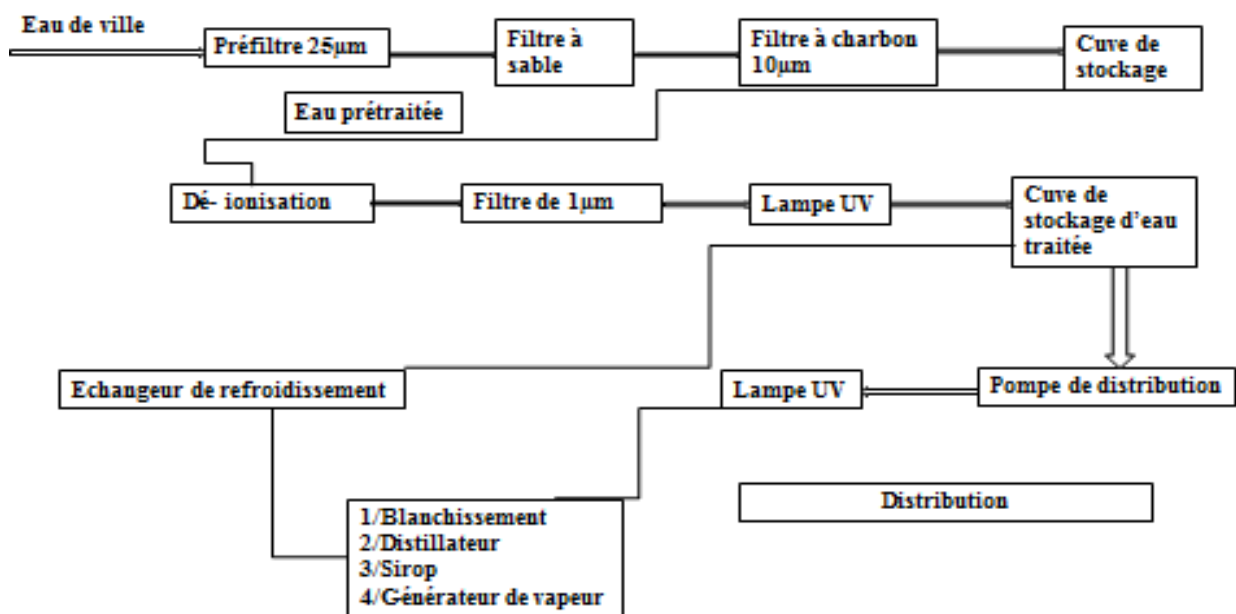 Eau de ville
Préfiltre 25µm
Filtre à
sable
Filtre à charbon
10µm
Cuve de
stockage
Eau prétraitée
Dé- ionisation
Filtre de 1µm
Lampe UV
Cuve de
stockage d'eau
traitée
Echangeur de refroidissement
Lampe UV
Pompe de distribution
1/Blanchissement
2/Distillateur
3/Sirop
4/Générateur de vapeur
Distribution